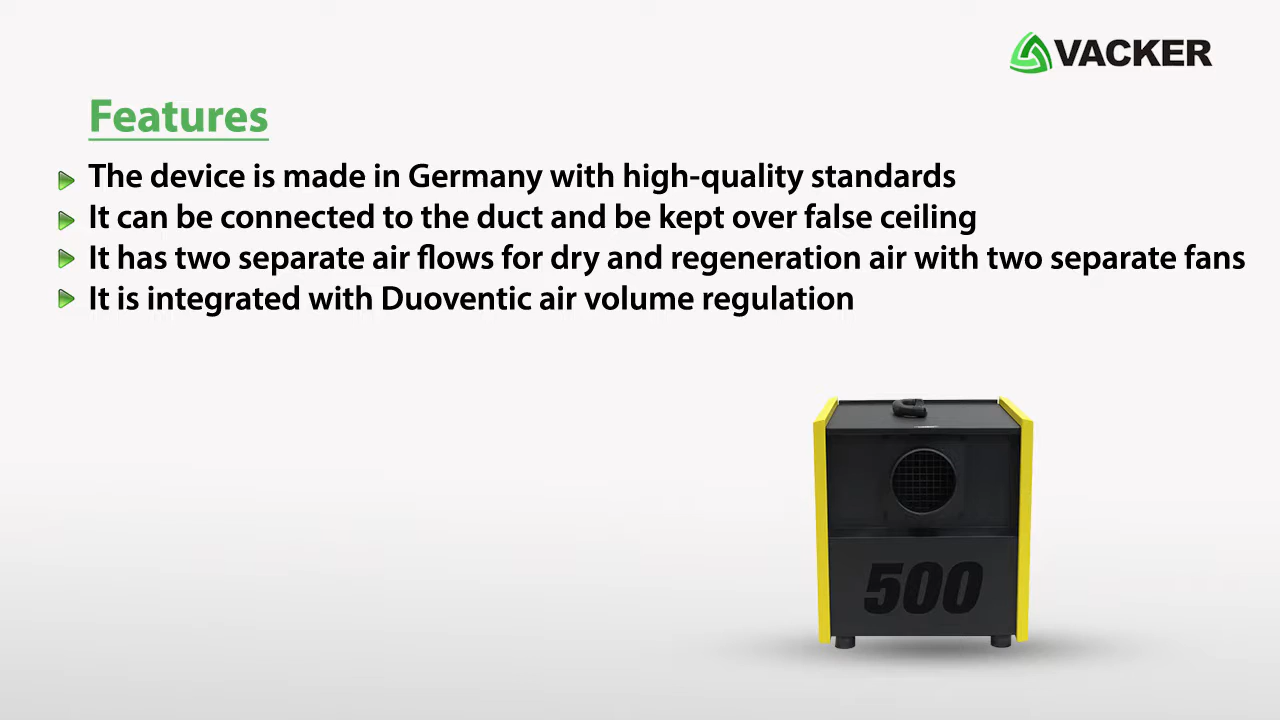 VACKER
Features
The device is made in Germany with high-quality standards
It can be connected to the duct and be kept over false ceiling
It has two separate air flows for dry and regeneration air with two separate fans
It is integrated with Duoventic air volume regulation
500